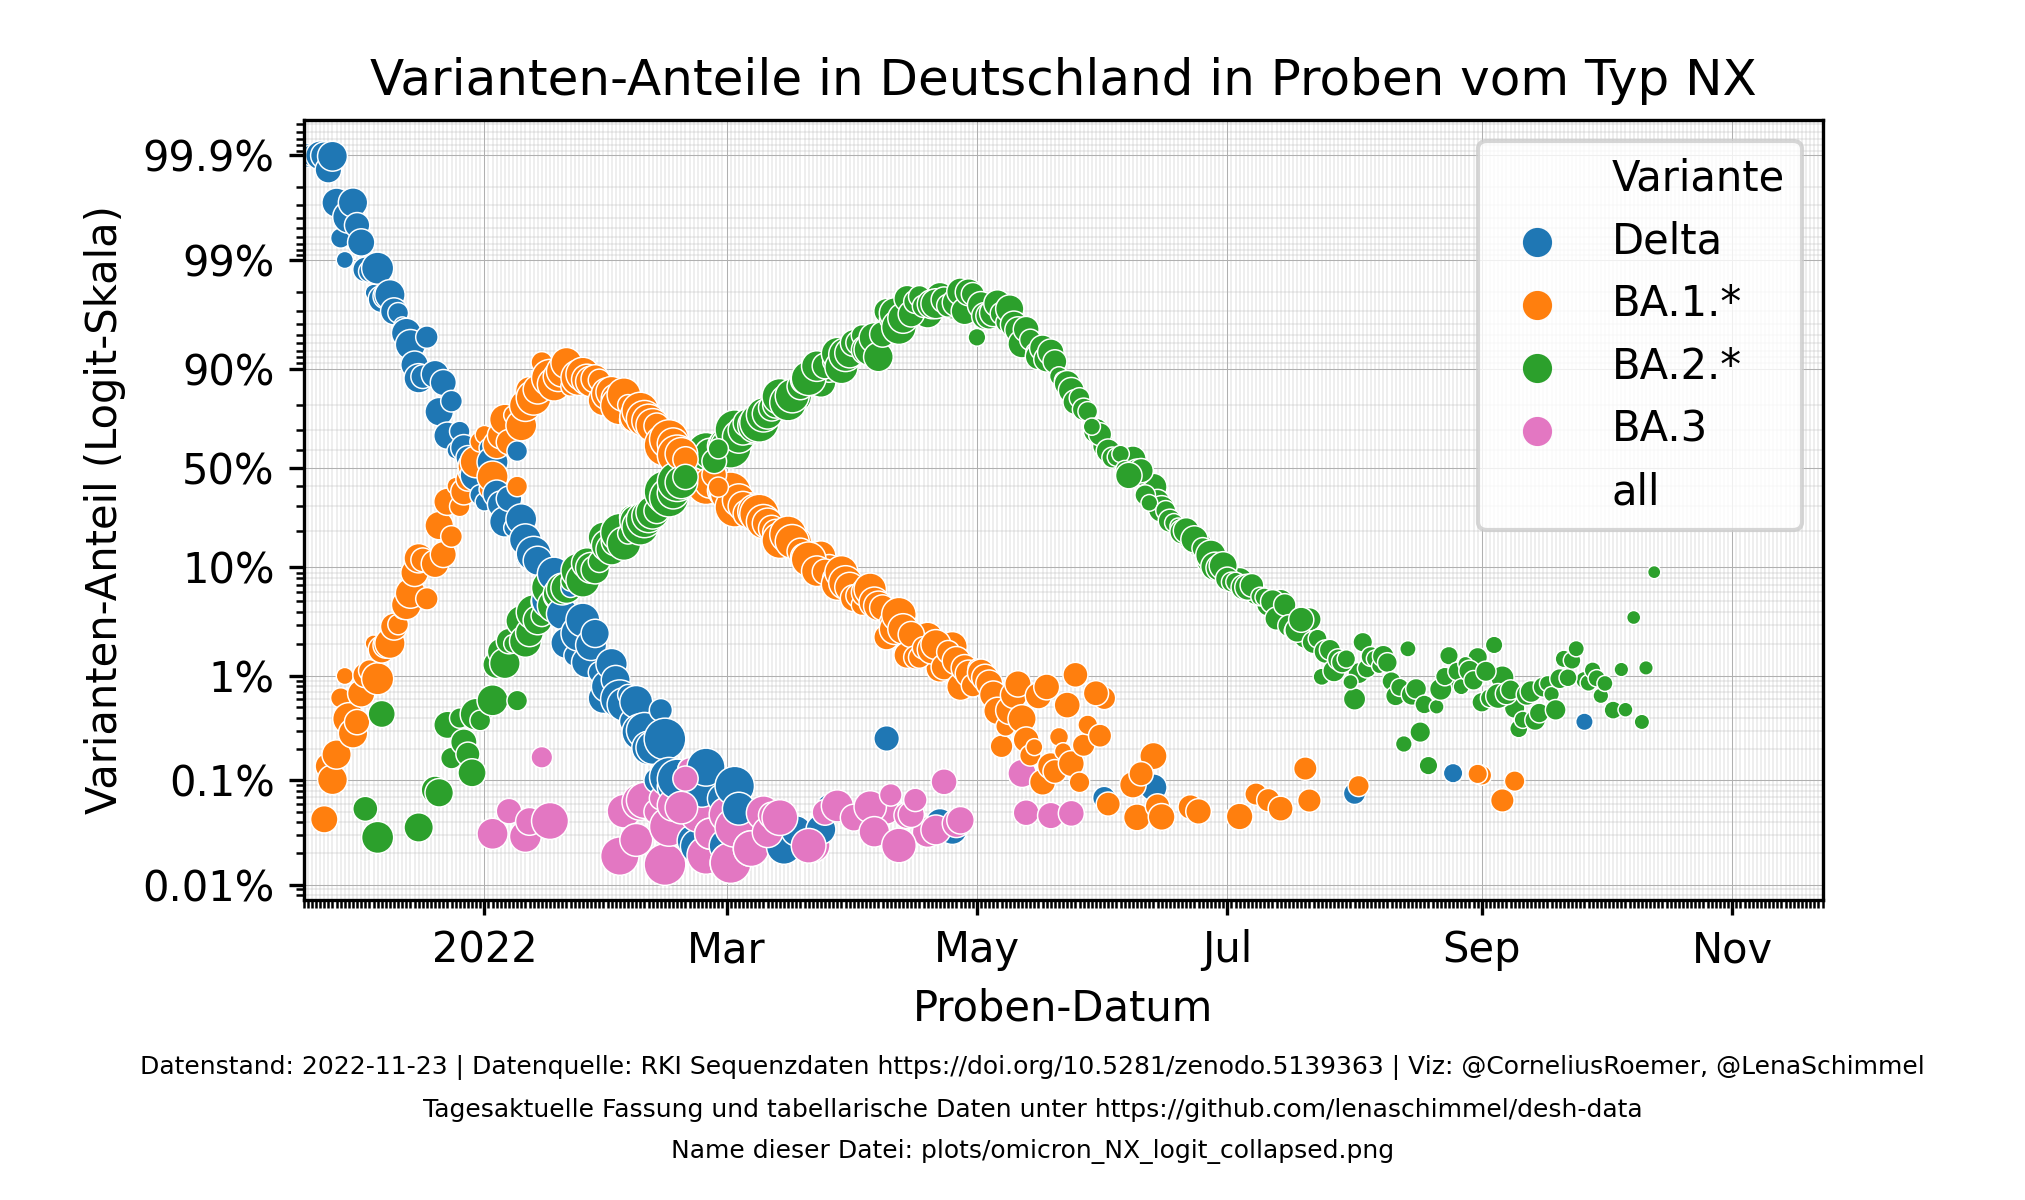 Varianten-Anteile in Deutschland in Proben vom Typ NX
Varianten-Anteil (Logit-Skala)
99.9%
99%
90%
50%
10%
1%
0.1%
0.01%
Variante
Delta
BA.1.*
BA.2.*
BA.3
all
2022
Mar
May
Jul
Sep
Nov
Proben-Datum
Datenstand: 2022-11-23 | Datenquelle: RKI Sequenzdaten https://doi.org/10.5281/zenodo.5139363 | Viz: @CorneliusRoemer, @LenaSchimmel
Tagesaktuelle Fassung und tabellarische Daten unter https://github.com/lenaschimmel/desh-data
Name dieser Datei: plots/omicron_NX_logit_collapsed.png